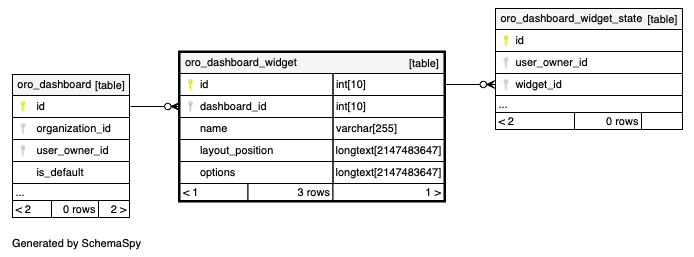 oro_dashboard_widget_state [table]
id
user_owner_id
widget_id
...
< 2 0 rows
oro_dashboard_widget [table]
id int[10]
dashboard_id int[10]
name varchar[255]
layout_position longtext[2147483647]
options longtext[2147483647]
< 1 3 rows 1 >
oro_dashboard [table]
id
organization_id
user_owner_id
is_default
...
< 2 0 rows 2 >
Generated by SchemaSpy